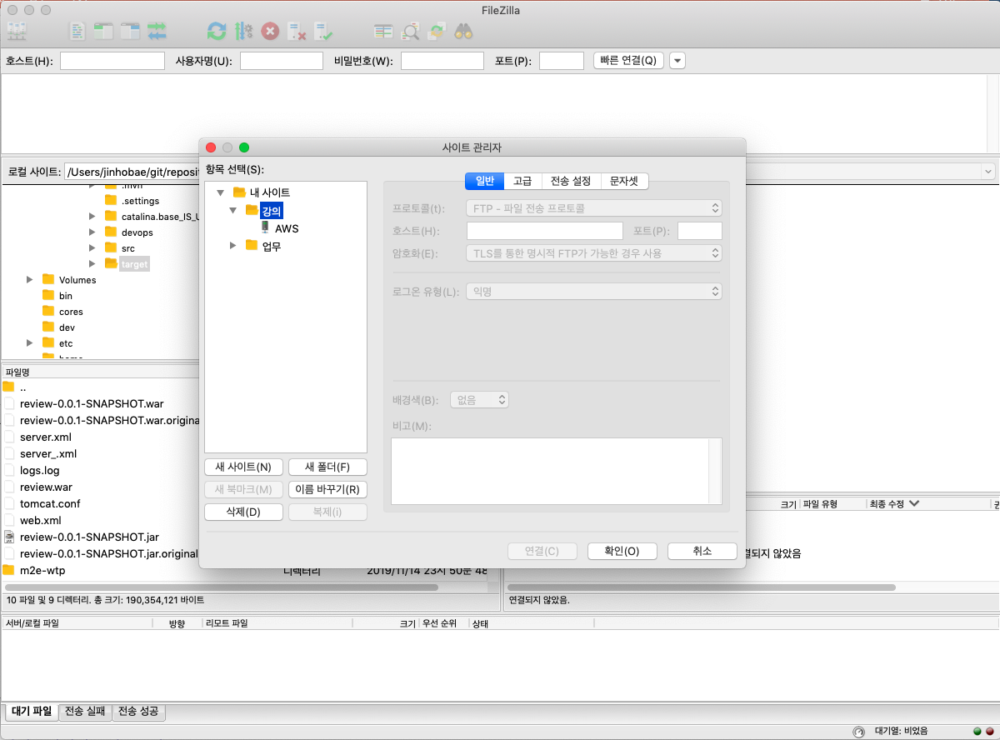 FileZilla
호스트(H): 사용자명(U): 비밀번호(W): 포트(P): 빠른 연결(Q)
로컬 사이트: /Users/jinhobae/git/reposit
.mvn
.settings
catalina.base_IS_U
devops
src
target
Volumes
bin
cores
dev
etc
home
파일명
..
review-0.0.1-SNAPSHOT.war
review-0.0.1-SNAPSHOT.war.origina
server.xml
server_.xml
logs.log
review.war
tomcat.conf
web.xml
review-0.0.1-SNAPSHOT.jar
review-0.0.1-SNAPSHOT.jar.original
m2e-wtp 디렉터리 2019/11/14 23시 50분 48
10 파일 및 9 디렉터리. 총 크기: 190,354,121 바이트
사이트 관리자
항목 선택(S):
내 사이트
강의
AWS
업무
새 사이트(N) 새 폴더(F)
새 북마크(M) 이름 바꾸기(R)
삭제(D) 복제(i)
일반 고급 전송 설정 문자셋
프로토콜(t): FTP - 파일 전송 프로토콜
호스트(H): 포트(P):
암호화(E): TLS를 통한 명시적 FTP가 가능한 경우 사용
로그온 유형(L): 익명
배경색(B): 없음
비고(M):
연결(C) 확인(O) 취소
크기 파일 유형 최종 수정 권
결되지 않았음
연결되지 않았음.
서버/로컬 파일 방향 리모트 파일 크기 우선 순위 상태
대기 파일 전송 실패 전송 성공
대기열: 비었음